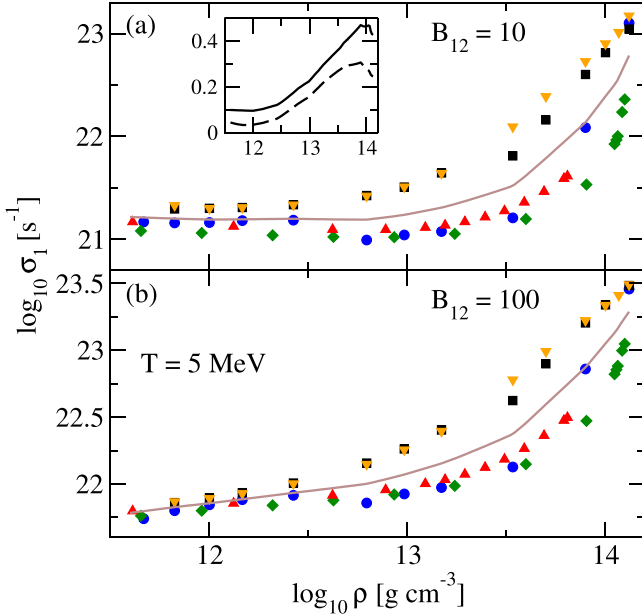 (a)
B₁₂ = 10
0.4
0.2
0
12 13 14
23
22
21
log₁₀ σ₁ [s⁻¹]
(b)
B₁₂ = 100
T = 5 MeV
23.5
23
22.5
22
12 13 14
log₁₀ ρ [g cm⁻³]